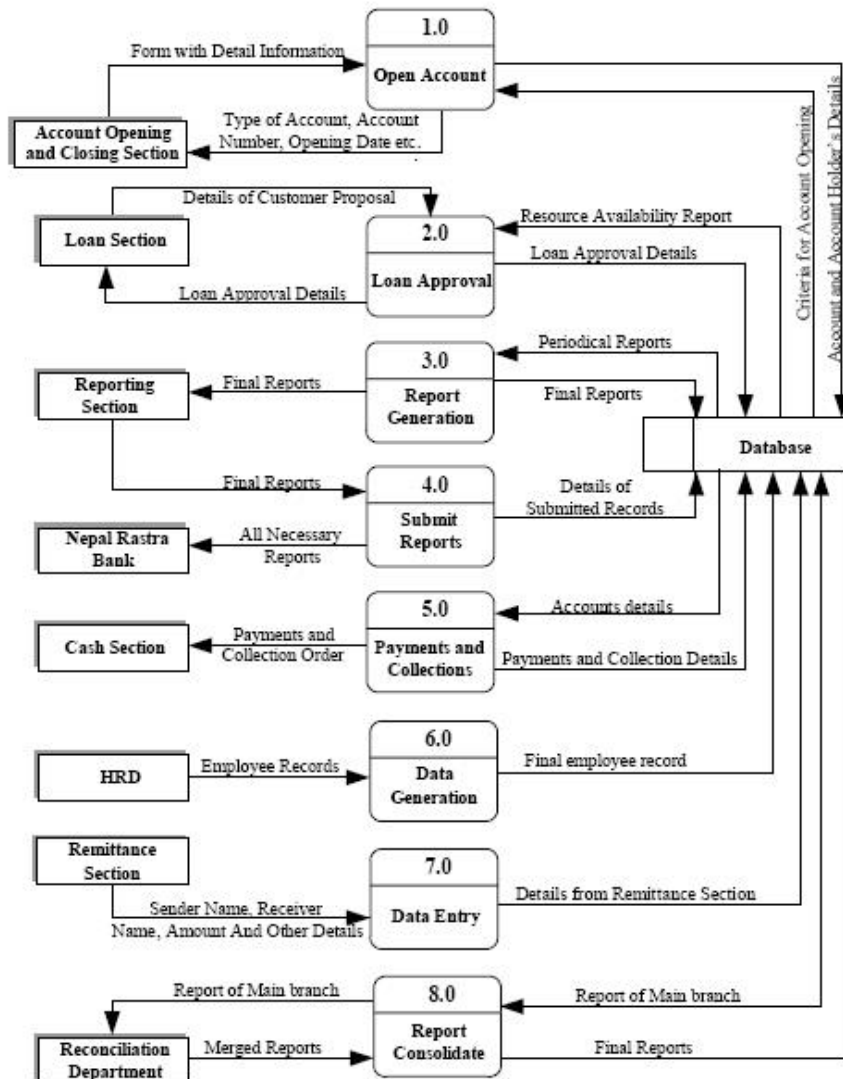 1.0
Open Account
Form with Detail Information
Account Opening
and Closing Section
Type of Account, Account
Number, Opening Date etc.
Criteria for Account Opening
Account and Account Holder's Details
Details of Customer Proposal
Loan Section
2.0
Loan Approval
Resource Availability Report
Loan Approval Details
Loan Approval Details
Periodical Reports
3.0
Report
Generation
Reporting
Section
Final Reports
Final Reports
Database
Final Reports
4.0
Submit
Reports
Details of
Submitted Records
Nepal Rastra
Bank
All Necessary
Reports
5.0
Payments and
Collections
Accounts details
Cash Section
Payments and
Collection Order
Payments and Collection Details
6.0
Data
Generation
HRD
Employee Records
Final employee record
Remittance
Section
7.0
Data Entry
Details from Remittance Section
Sender Name, Receiver
Name, Amount And Other Details
Report of Main branch
8.0
Report
Consolidate
Report of Main branch
Reconciliation
Department
Merged Reports
Final Reports